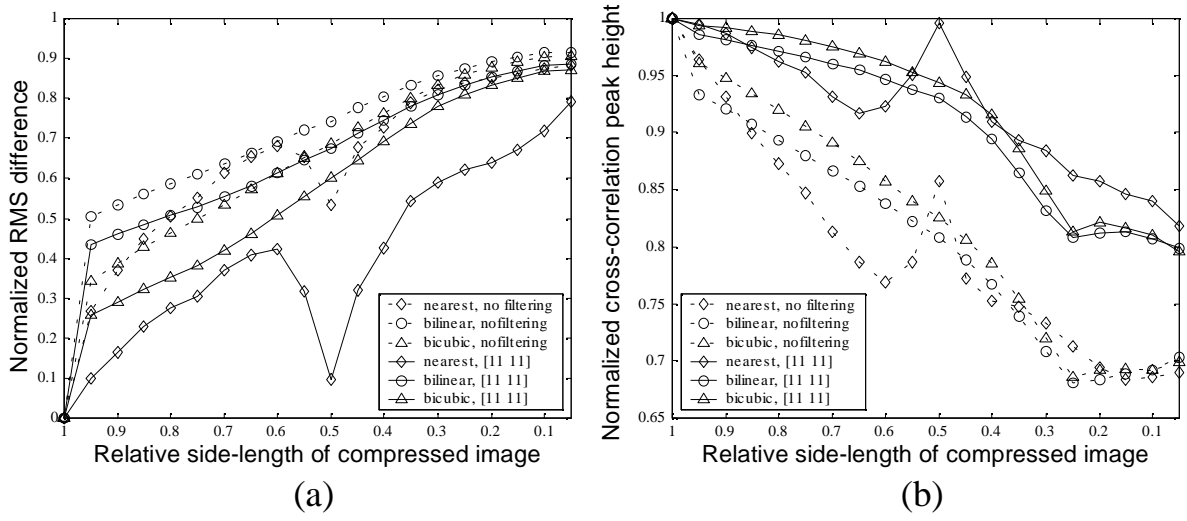 Normalized RMS difference
1
0.9
0.8
0.7
0.6
0.5
0.4
0.3
0.2
0.1
0
nearest, no filtering
bilinear, nofiltering
bicubic, nofiltering
nearest, [11 11]
bilinear, [11 11]
bicubic, [11 11]
1 0.9 0.8 0.7 0.6 0.5 0.4 0.3 0.2 0.1
Relative side-length of compressed image
(a)
Normalized cross-correlation peak height
1
0.95
0.9
0.85
0.8
0.75
0.7
0.65
nearest, no filtering
bilinear, nofiltering
bicubic, nofiltering
nearest, [11 11]
bilinear, [11 11]
bicubic, [11 11]
1 0.9 0.8 0.7 0.6 0.5 0.4 0.3 0.2 0.1
Relative side-length of compressed image
(b)